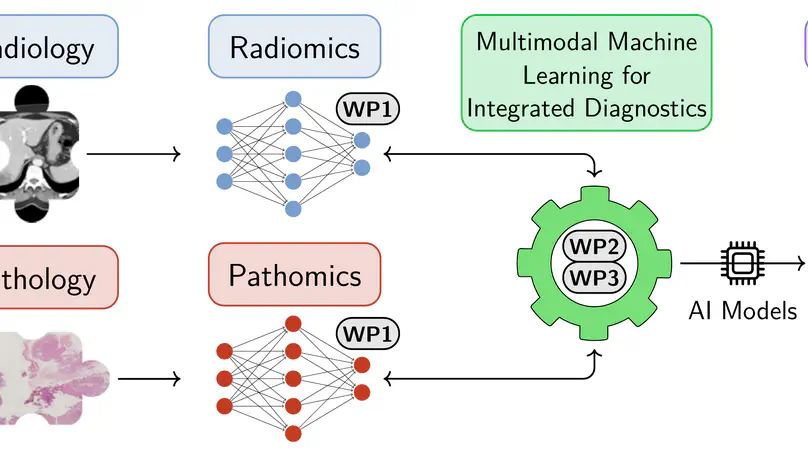 adiology
Radiomics
Multimodal Machine
Learning for
Integrated Diagnostics
WP1
WP2
WP3
AI Models
thology
Pathomics
WP1